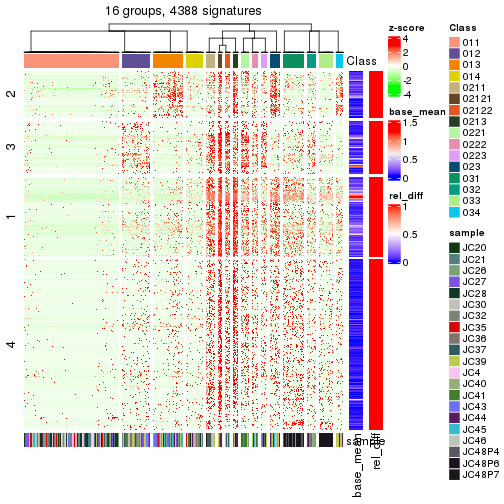 16 groups, 4388 signatures
z-score
4
2
0
-2
-4
base_mean
1.5
1
0.5
0
rel_diff
1
0.5
0
Class
011
012
013
014
0211
02121
02122
0213
0221
0222
0223
023
031
032
033
034
sample
JC20
JC21
JC26
JC27
JC28
JC30
JC32
JC35
JC36
JC37
JC39
JC4
JC40
JC41
JC43
JC44
JC45
JC46
JC48P4
JC48P6
JC48P7
Class
2
3
1
4
sample
base_mean
rel_diff